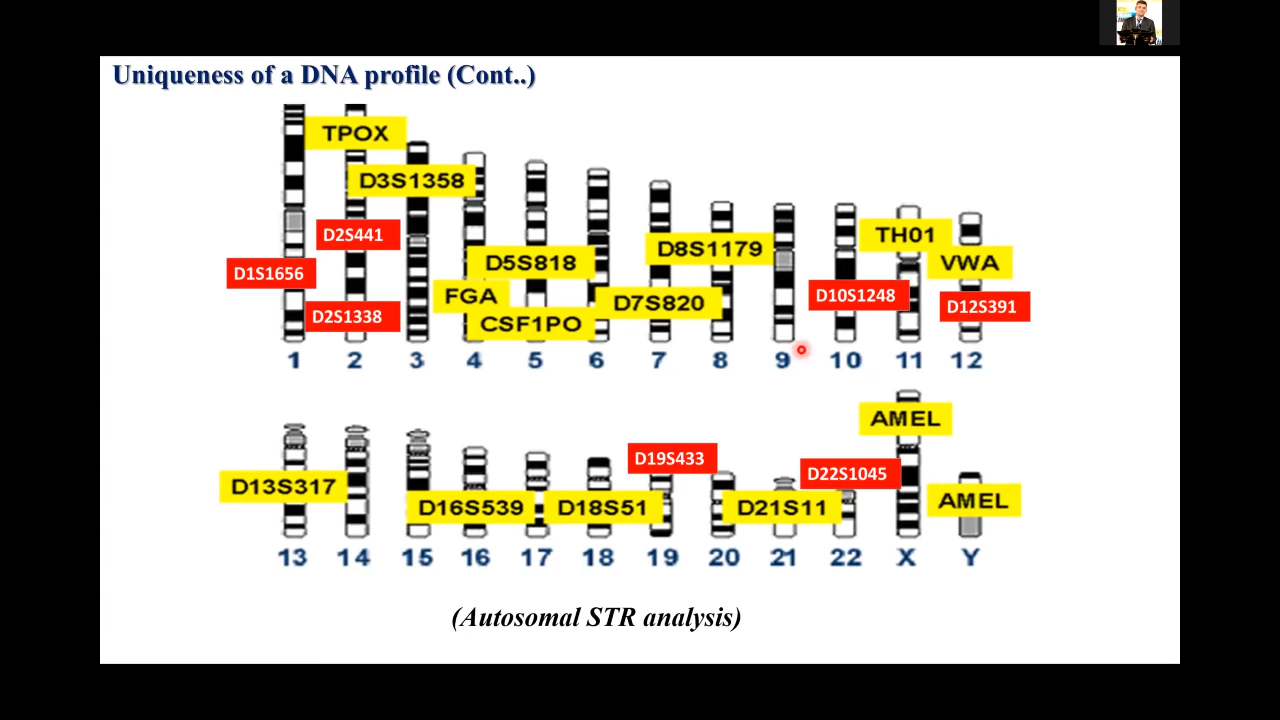 Uniqueness of a DNA profile (Cont..)
TPOX
D3S1358
D2S441
TH01
D8S1179
D5S818
VWA
D1S1656
FGA
D10S1248
D7S820
D12S391
D2S1338
CSF1PO
1 2 3 4 5 6 7 8 9 10 11 12
AMEL
D19S433
D22S1045
D13S317
AMEL
D16S539
D18S51
D21S11
13 14 15 16 17 18 19 20 21 22 X Y
(Autosomal STR analysis)